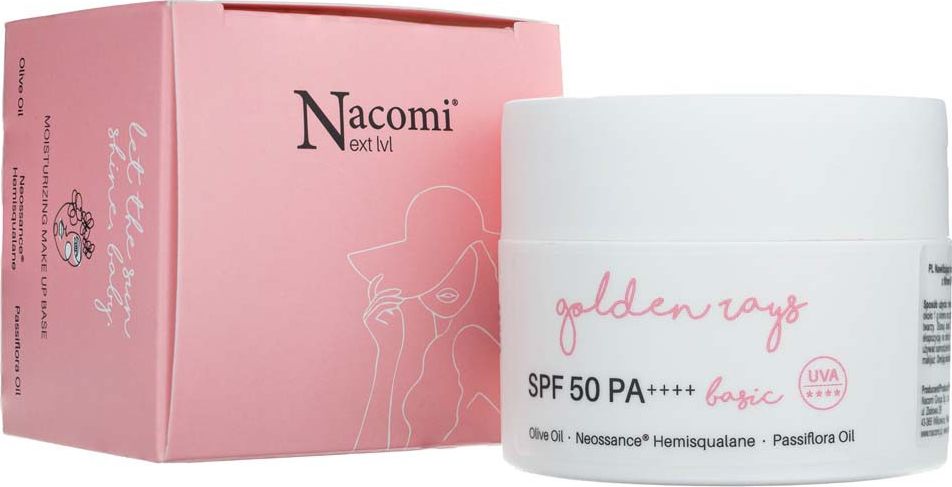 Olive Oil
Neossance®
Hemisqualane
Passiflora Oil
MOISTURIZING MAKE UP BASE
let the sun
shine, baby.
Nacomi®
ext lvl
golden rays
SPF 50 PA++++ basic
UVA
****
Olive Oil · Neossance® Hemisqualane · Passiflora Oil